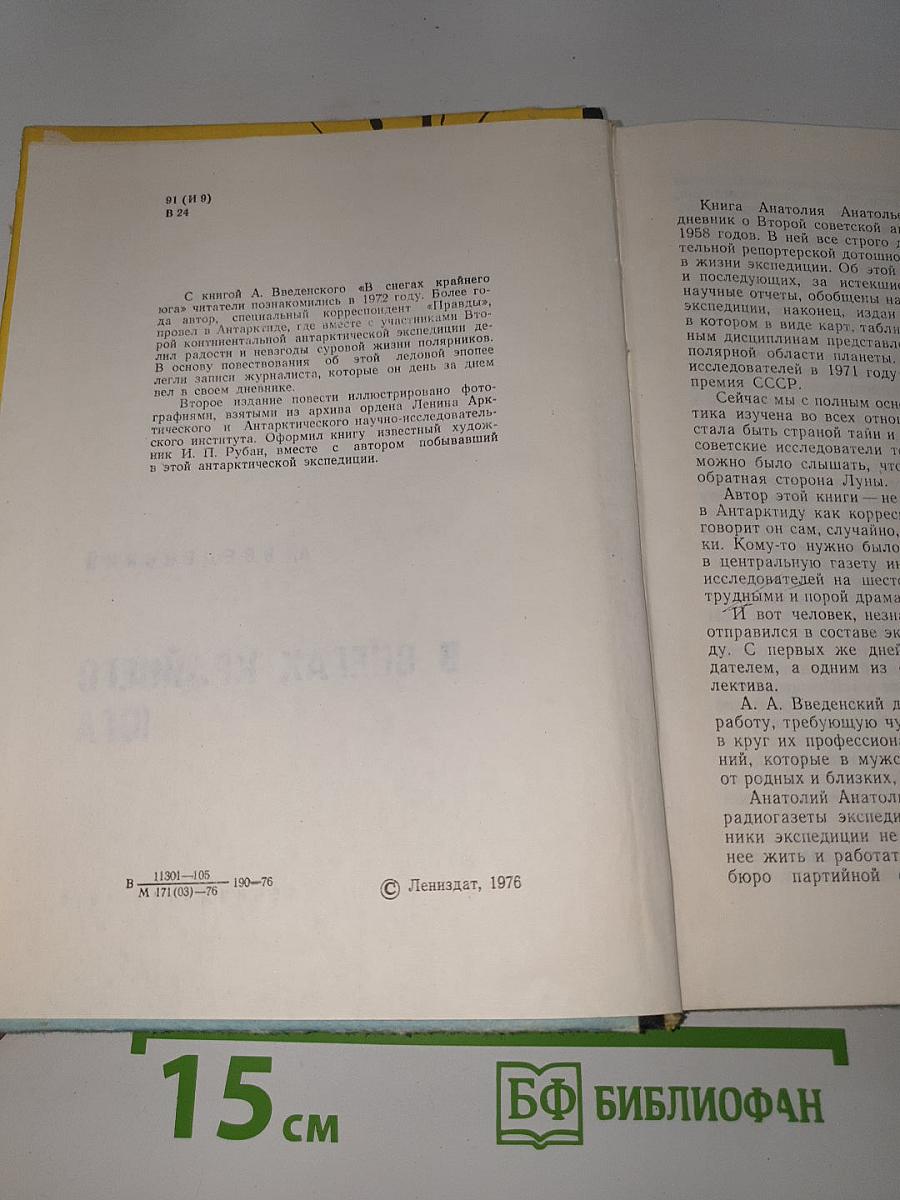 91 (И 9)
В 24
С книгой А. Введенского «В снегах крайнего
юга» читатели познакомились в 1972 году. Более го-
да автор, специальный корреспондент «Правды»,
провел в Антарктиде, где вместе с участниками Вто-
рой континентальной антарктической экспедиции де-
лил радости и невзгоды суровой жизни полярников.
В основу повествования об этой ледовой эпопее
легли записи журналиста, которые он день за днем
вел в своем дневнике.
Второе издание повести иллюстрировано фото-
графиями, взятыми из архива ордена Ленина Арк-
тического и Антарктического научно-исследователь-
ского института. Оформил книгу известный худож-
ник И. П. Рубан, вместе с автором побывавший
в этой антарктической экспедиции.
В 11301—105
М 171(03)—76 190—76
© Лениздат, 1976
Книга Анатолия Анатолье
дневник о Второй советской а
1958 годов. В ней все строго
тельной репортерской дотошно
в жизни экспедиции. Об этой
и последующих, за истекшие
научные отчеты, обобщены на
экспедиции, наконец, издан
в котором в виде карт, табли
ным дисциплинам представле
полярной области планеты.
исследователей в 1971 году
премия СССР.
Сейчас мы с полным осно
тика изучена во всех отнош
стала быть страной тайн и
советские исследователи т
можно было слышать, что
обратная сторона Луны.
Автор этой книги — не
в Антарктиду как корресп
говорит он сам, случайно,
ки. Кому-то нужно было
в центральную газету ин
исследователей на шесто
трудными и порой драма
И вот человек, незна
отправился в составе эк
ду. С первых же дней
дателем, а одним из
лектива.
А. А. Введенский д
работу, требующую чу
в круг их профессиона
ний, которые в мужс
от родных и близких,
Анатолий Анатоль
радиогазеты экспеди
ники экспедиции не
нее жить и работат
бюро партийной
15 см
БФ БИБЛИОФАН